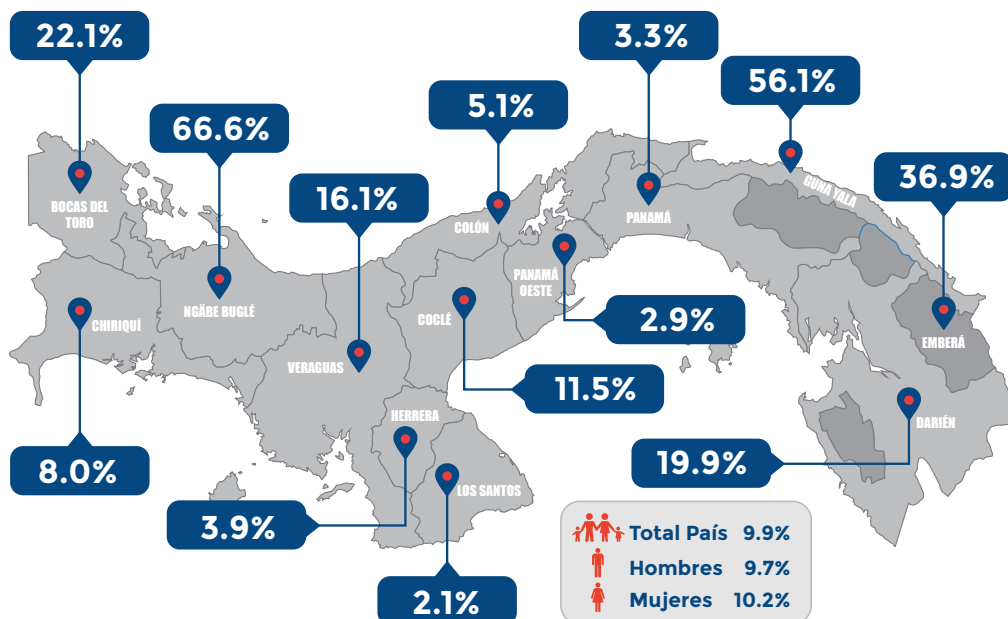 22.1%
3.3%
56.1%
5.1%
66.6%
36.9%
16.1%
BOCAS DEL
TORO
COLÓN
PANAMÁ
GUNA YALA
PANAMÁ
OESTE
CHIRIQUÍ
NGÄBE BUGLÉ
COCLÉ
2.9%
EMBERÁ
VERAGUAS
11.5%
HERRERA
DARIÉN
8.0%
19.9%
LOS SANTOS
3.9%
2.1%
Total País 9.9%
Hombres 9.7%
Mujeres 10.2%